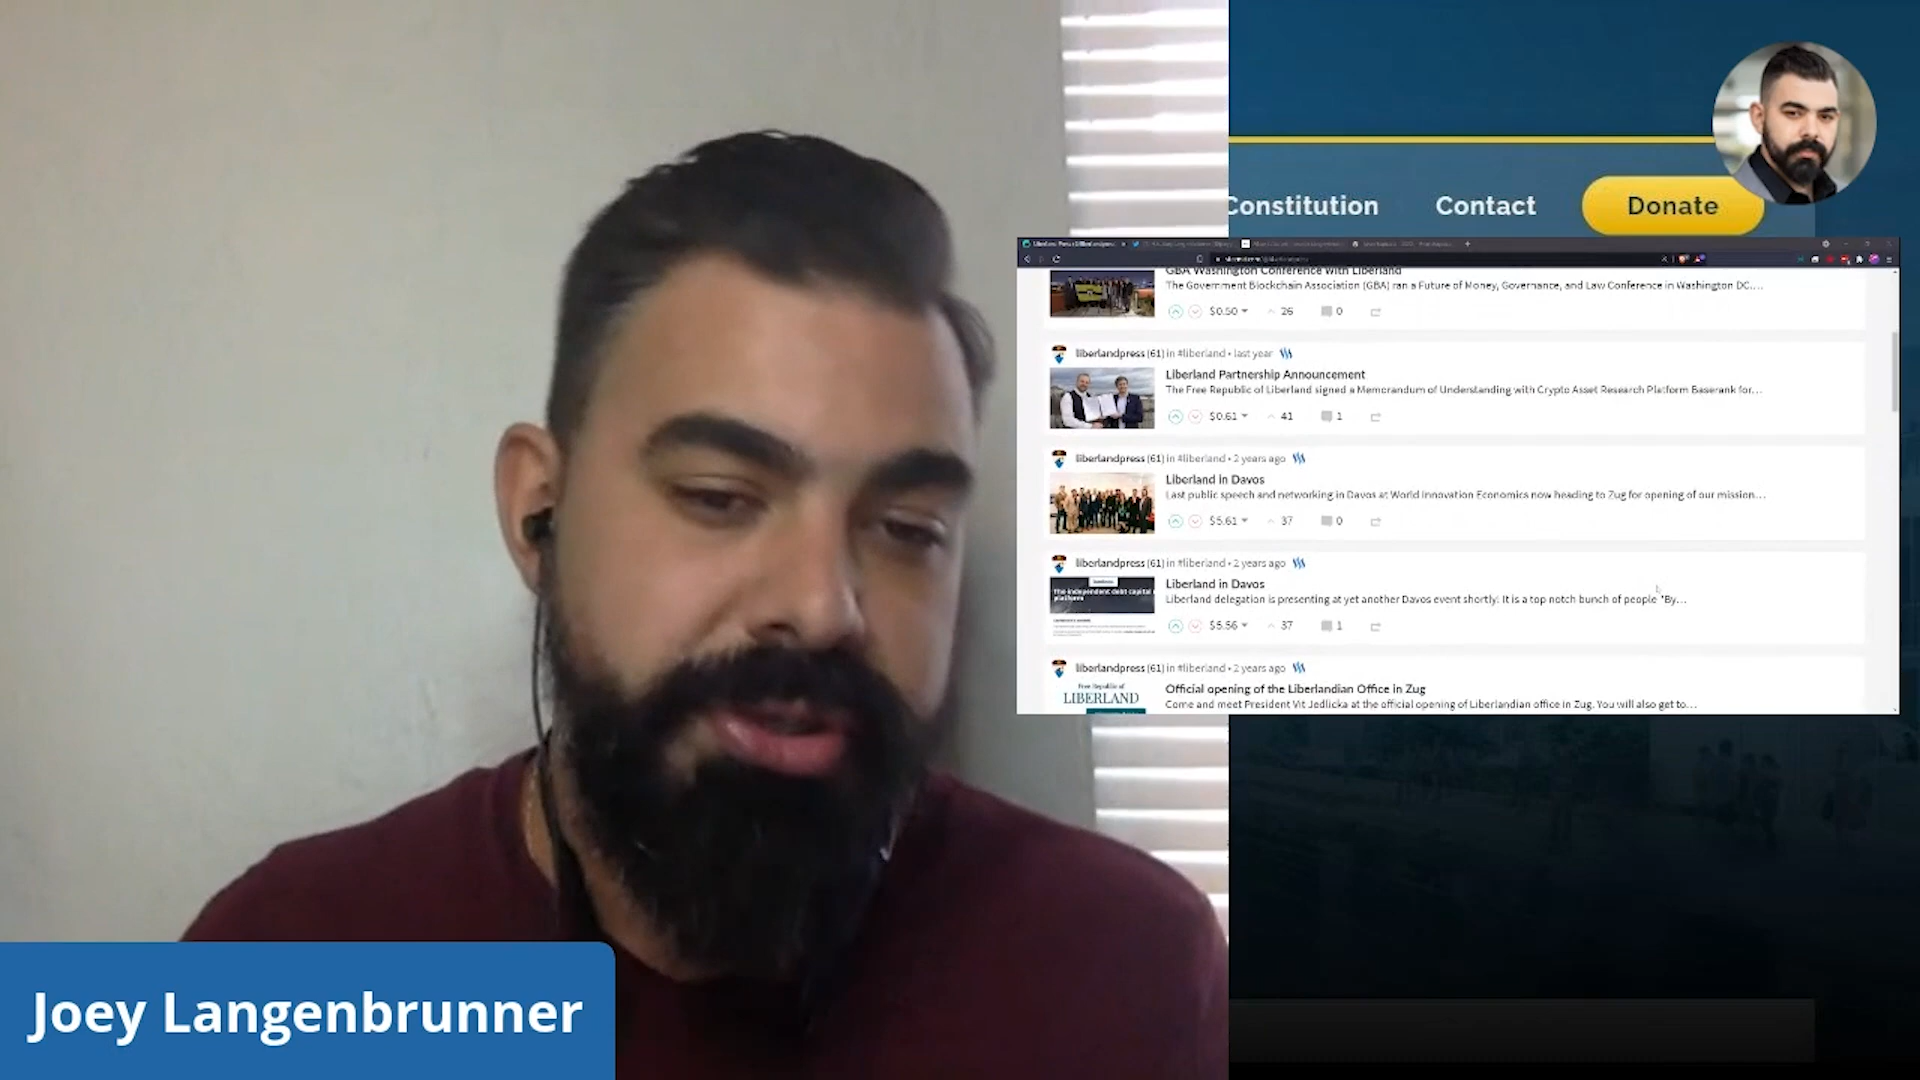 Constitution
Contact
Donate
GBA Washington Conference with Liberland
The Government Blockchain Association (GBA) ran a Future of Money, Governance, and Law Conference in Washington DC....
$0.50
26
0
liberlandpress (61) in #liberland • last year
Liberland Partnership Announcement
The Free Republic of Liberland signed a Memorandum of Understanding with Crypto Asset Research Platform Baserank for...
$0.61
41
1
liberlandpress (61) in #liberland • 2 years ago
Liberland in Davos
Last public speech and networking in Davos at World Innovation Economics now heading to Zug for opening of our mission...
$5.61
37
0
liberlandpress (61) in #liberland • 2 years ago
Liberland in Davos
The independent debt capital
platform
Liberland delegation is presenting at yet another Davos event shortly! It is a top notch bunch of people "By...
$5.56
37
1
liberlandpress (61) in #liberland • 2 years ago
Official opening of the Liberlandian Office in Zug
Free Republic of
LIBERLAND
Come and meet President Vit Jedlicka at the official opening of Liberlandian office in Zug. You will also get to...
Joey Langenbrunner